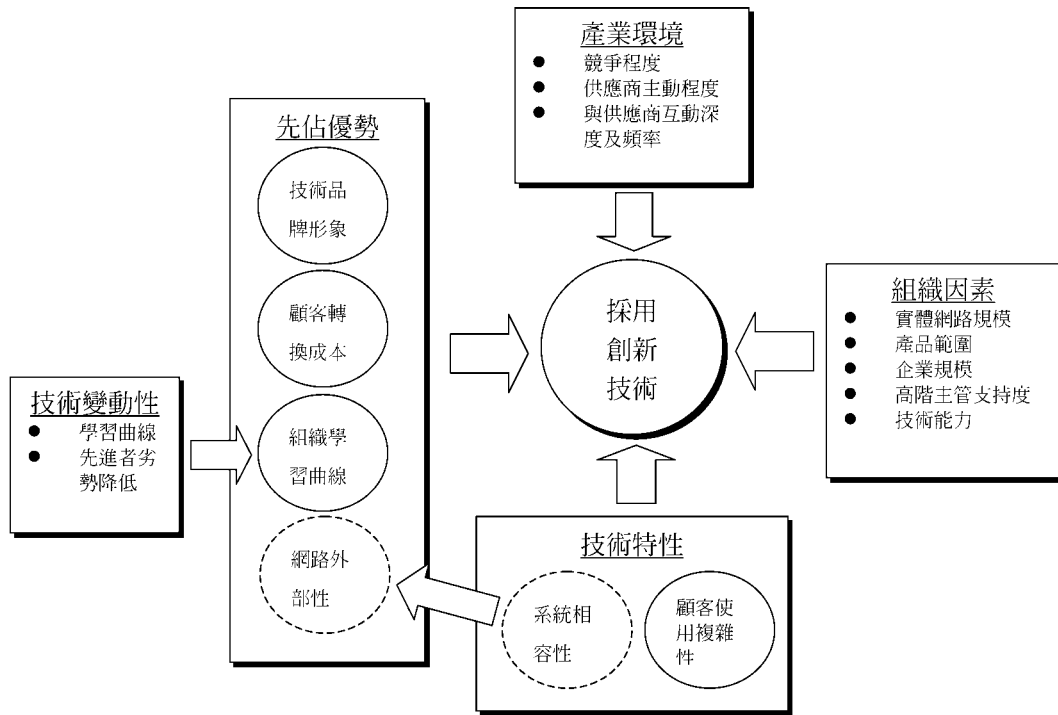 產業環境
● 競爭程度
● 供應商主動程度
● 與供應商互動深
度及頻率
先佔優勢
技術品
牌形象
顧客轉
換成本
組織學
習曲線
網路外
部性
技術變動性
● 學習曲線
● 先進者劣
勢降低
採用
創新
技術
組織因素
● 實體網路規模
● 產品範圍
● 企業規模
● 高階主管支持度
● 技術能力
技術特性
系統相
容性
顧客使
用複雜
性